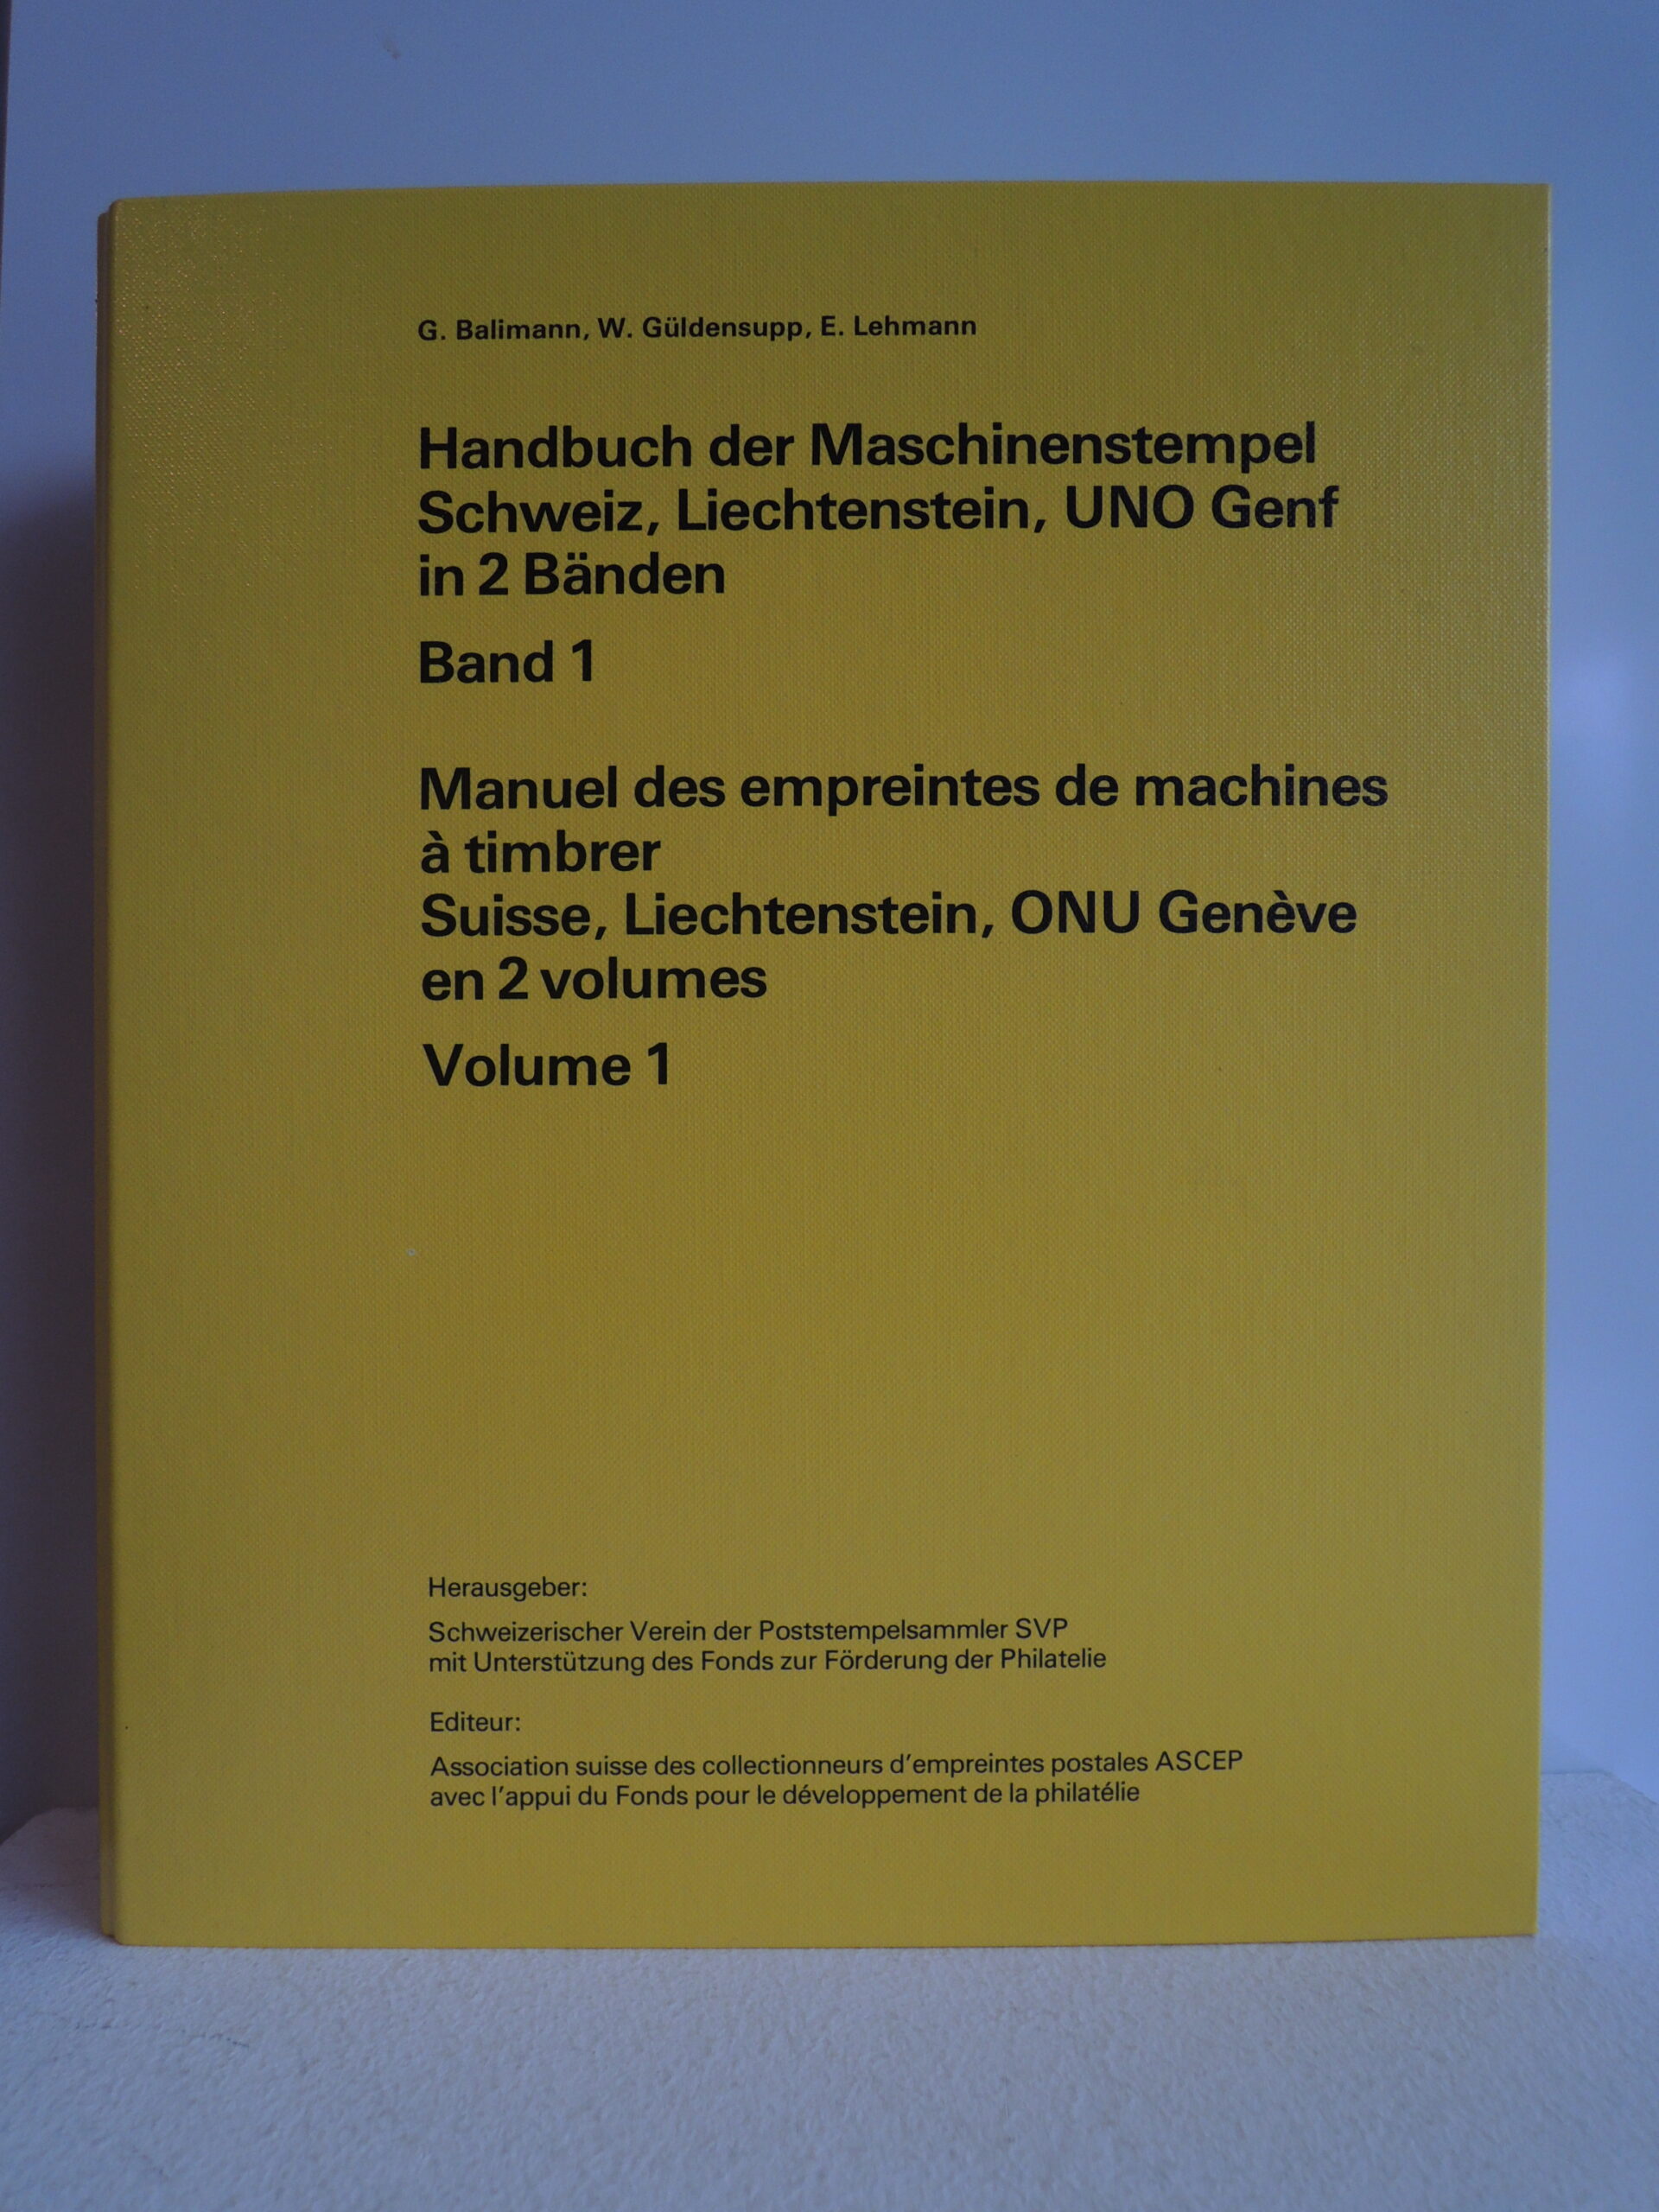 G. Balimann, W. Güldensupp, E. Lehmann
Handbuch der Maschinenstempel
Schweiz, Liechtenstein, UNO Genf
in 2 Bänden
Band 1
Manuel des empreintes de machines
à timbrer
Suisse, Liechtenstein, ONU Genève
en 2 volumes
Volume 1
Herausgeber:
Schweizerischer Verein der Poststempelsammler SVP
mit Unterstützung des Fonds zur Förderung der Philatelie
Editeur:
Association suisse des collectionneurs d'empreintes postales ASCEP
avec l'appui du Fonds pour le développement de la philatélie